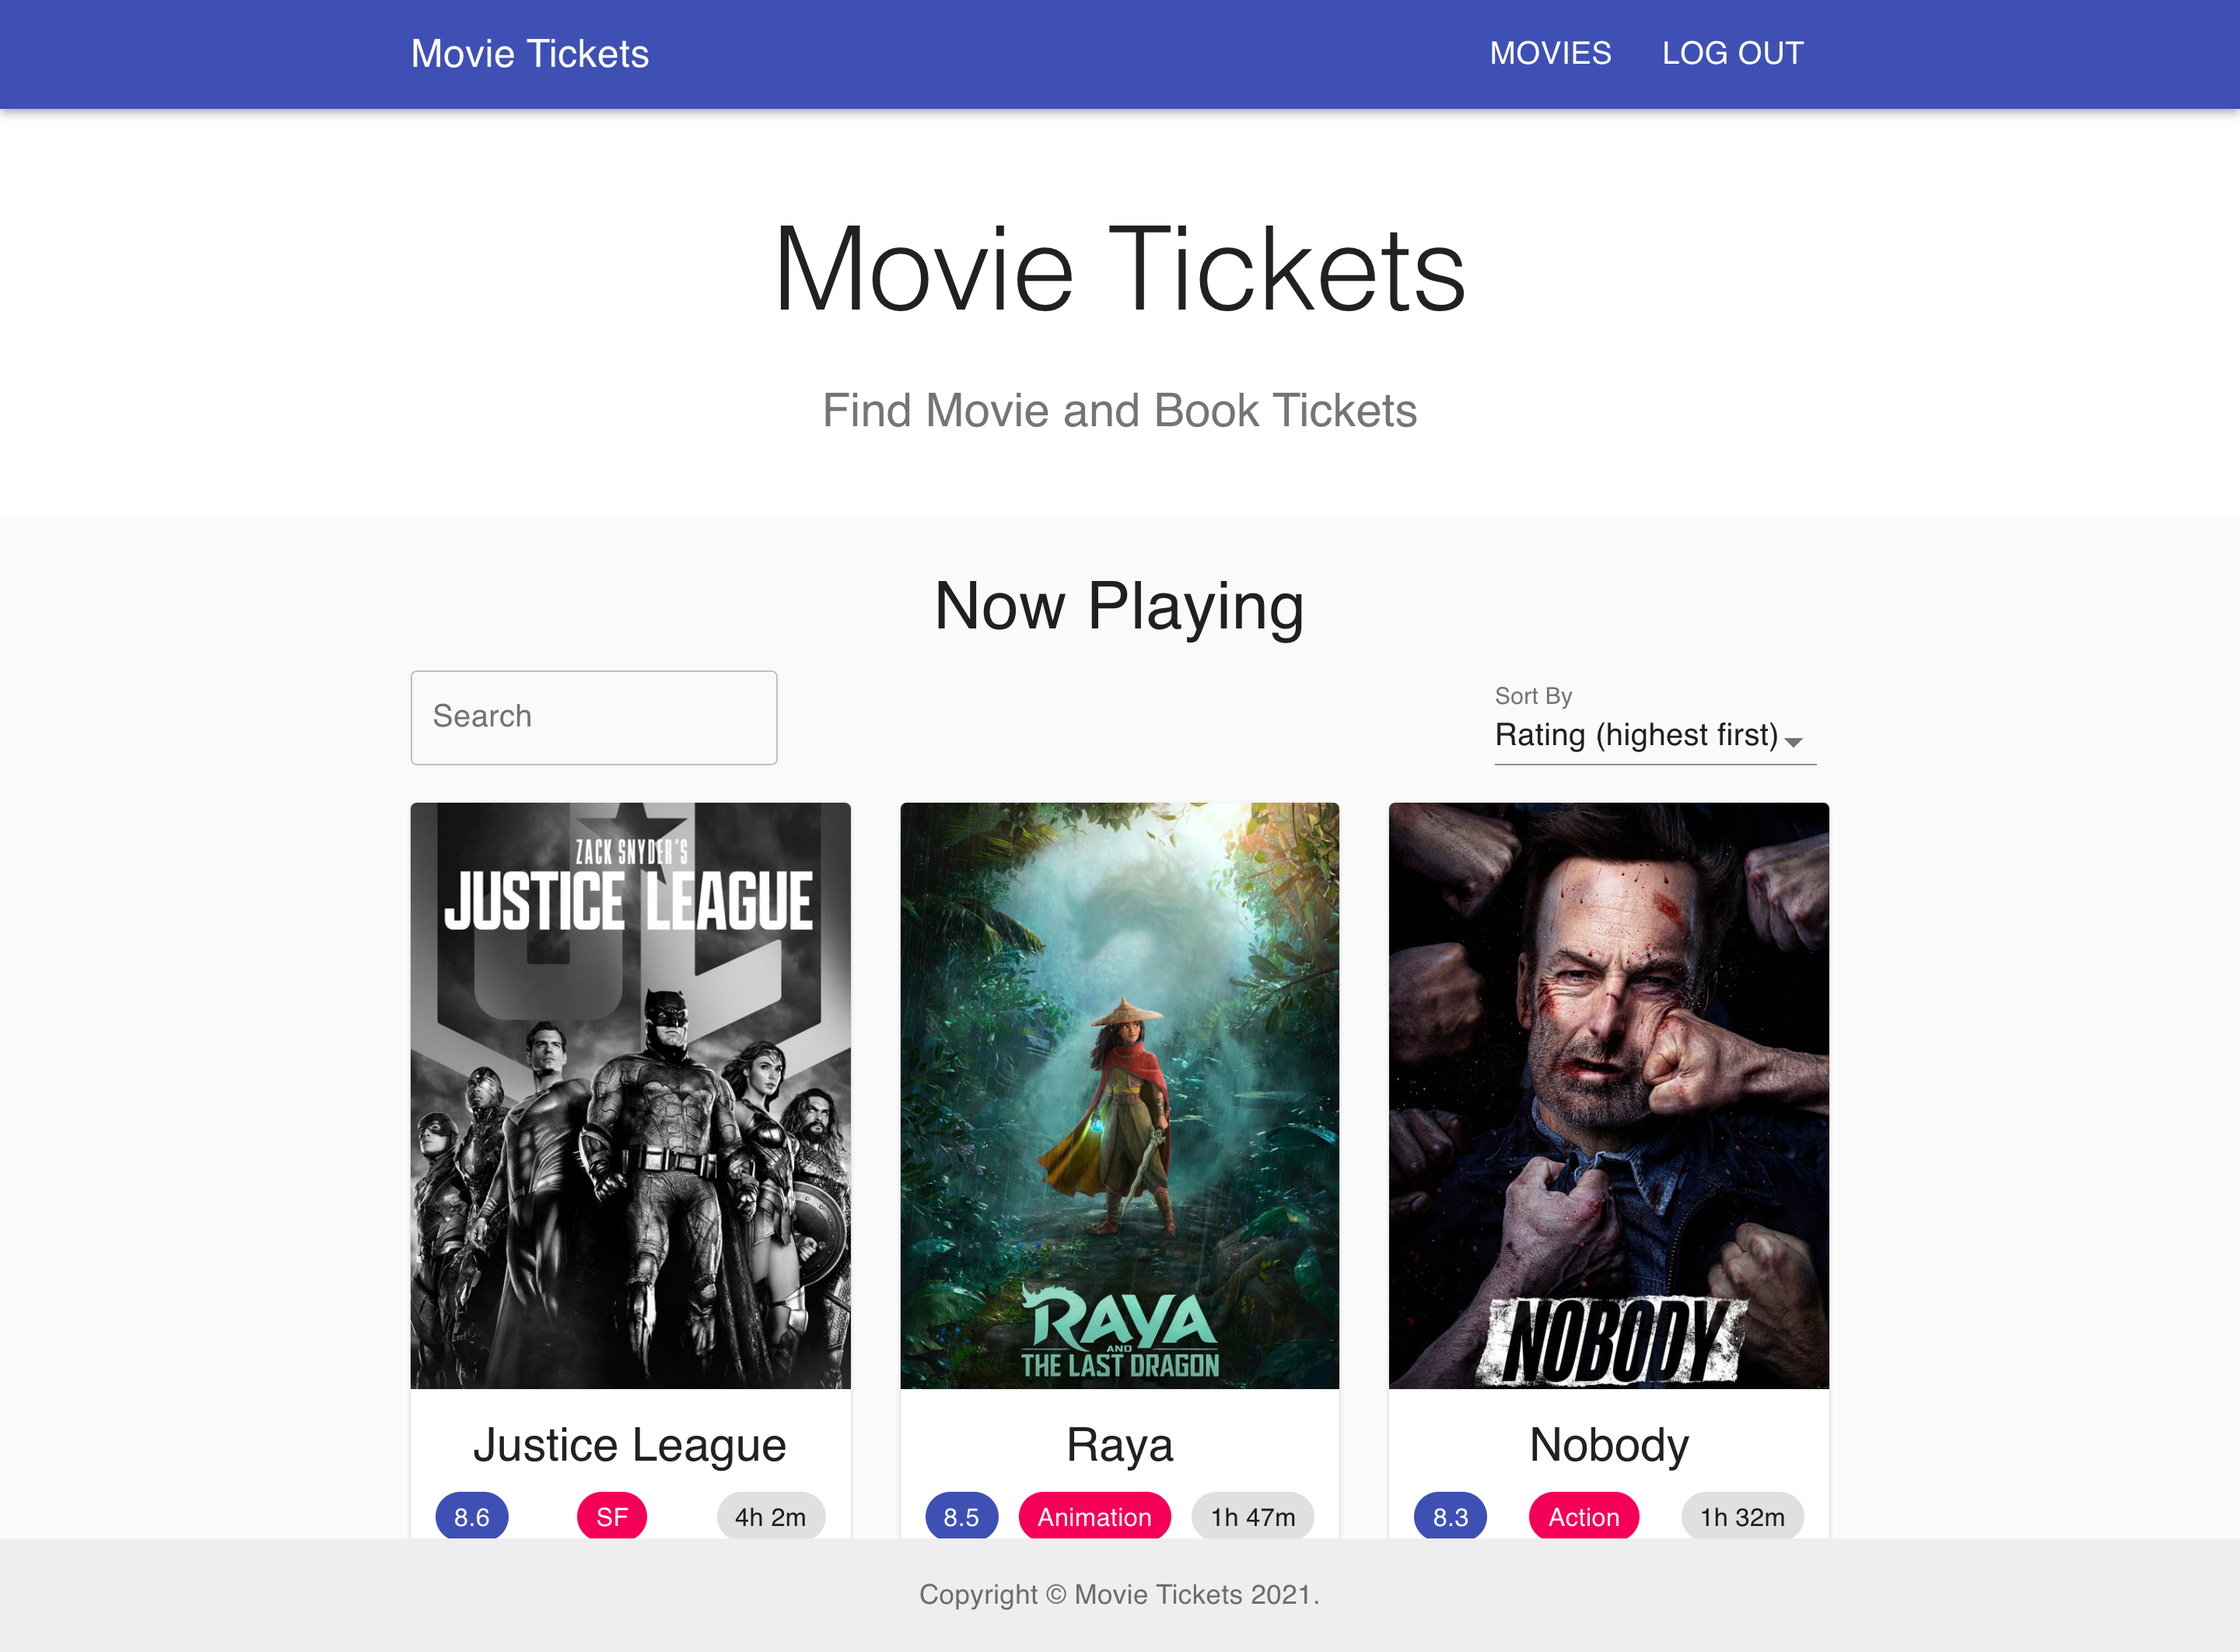 Movie Tickets MOVIES LOG OUT
Movie Tickets
Find Movie and Book Tickets
Now Playing
Search
Sort By
Rating (highest first)
ZACK SNYDER'S
JUSTICE LEAGUE
JL
RAYA
AND
THE LAST DRAGON
NOBODY
Justice League
8.6 SF 4h 2m
Raya
8.5 Animation 1h 47m
Nobody
8.3 Action 1h 32m
Copyright © Movie Tickets 2021.